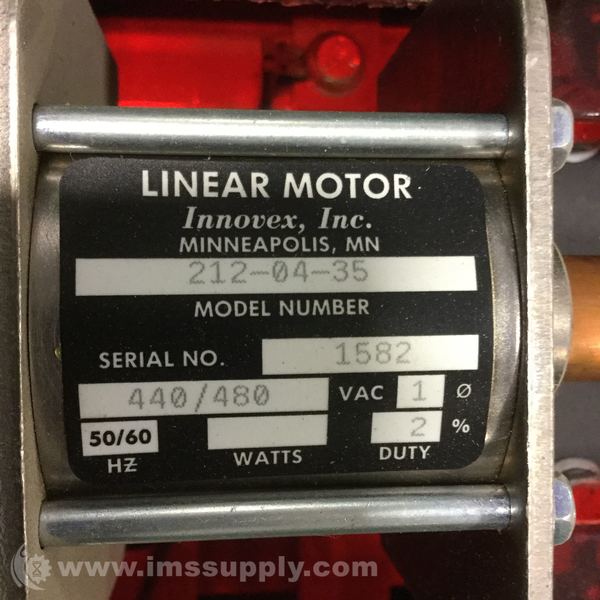 LINEAR MOTOR
Innovex, Inc.
MINNEAPOLIS, MN
212-04-35
MODEL NUMBER
SERIAL NO. 1582
440/480 VAC 1 Ø
50/60 2 %
HZ WATTS DUTY
www.imssupply.com